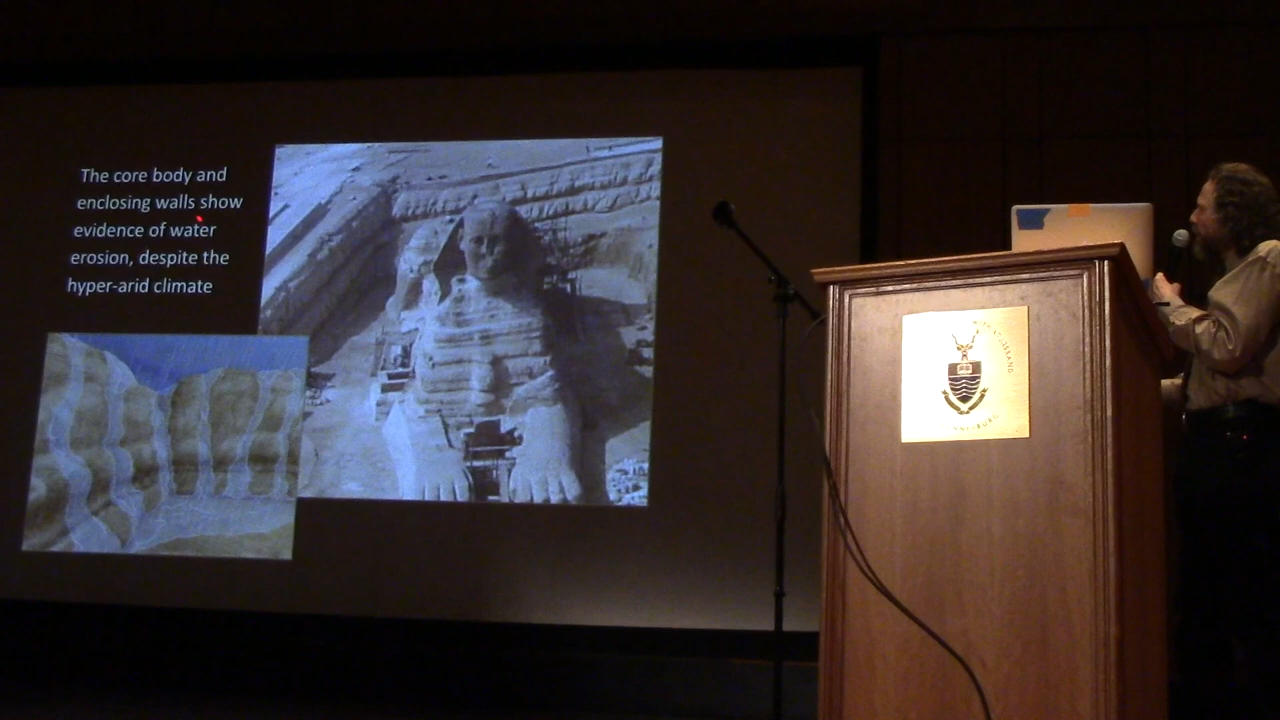 The core body and
enclosing walls show
evidence of water
erosion, despite the
hyper-arid climate